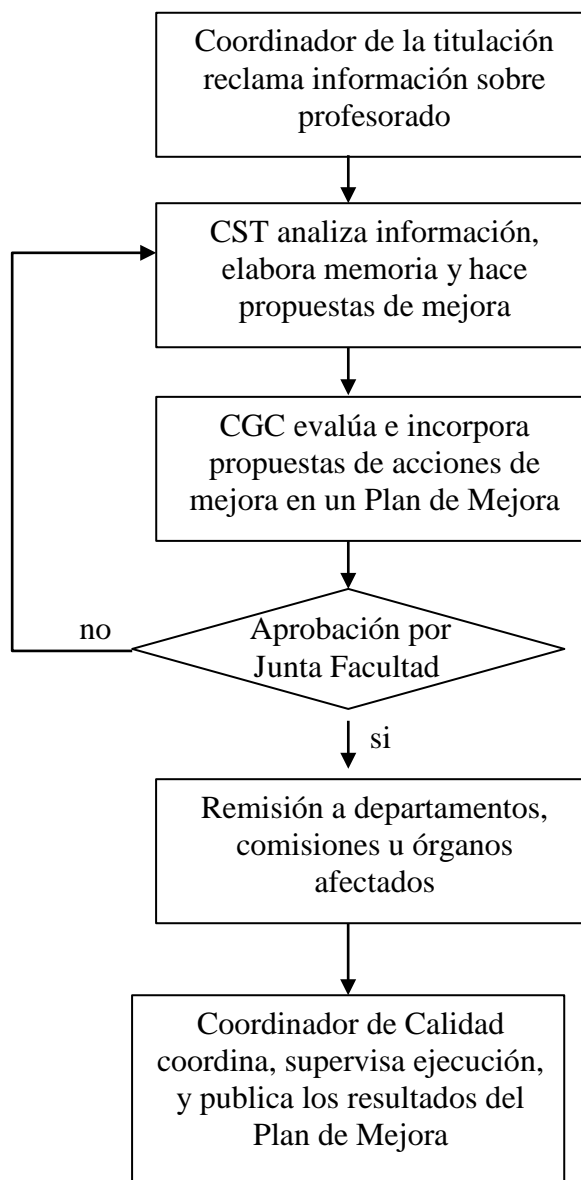 Coordinador de la titulación
reclama información sobre
profesorado
CST analiza información,
elabora memoria y hace
propuestas de mejora
CGC evalúa e incorpora
propuestas de acciones de
mejora en un Plan de Mejora
no
Aprobación por
Junta Facultad
si
Remisión a departamentos,
comisiones u órganos
afectados
Coordinador de Calidad
coordina, supervisa ejecución,
y publica los resultados del
Plan de Mejora